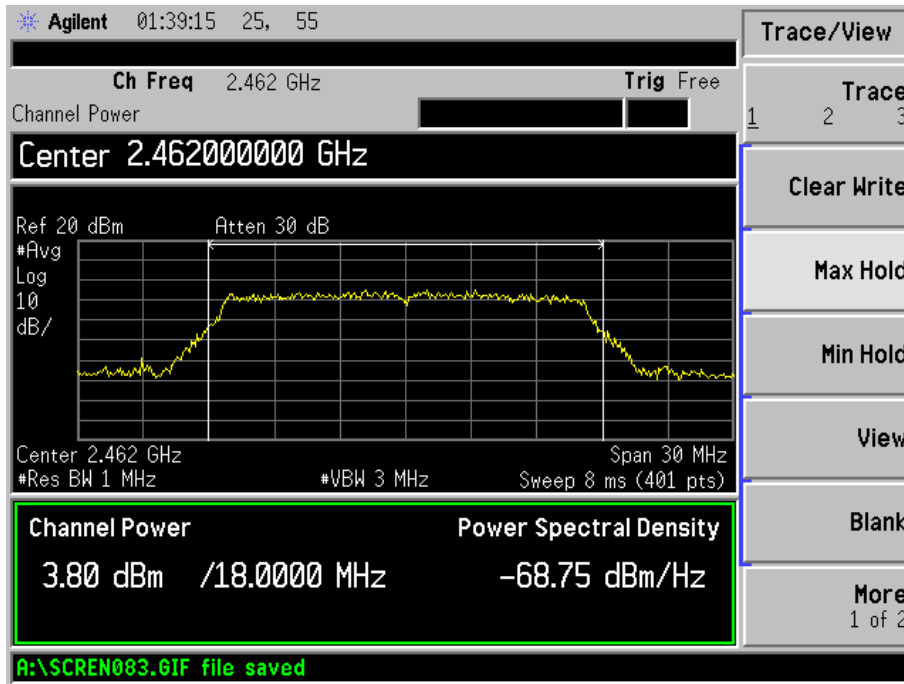 Agilent 01:39:15 25, 55
Trace/View
Ch Freq 2.462 GHz Trig Free
Channel Power
Trace
1 2 3
Center 2.462000000 GHz
Clear Write
Ref 20 dBm Atten 30 dB
#Avg
Log
10
dB/
Max Hold
Min Hold
Center 2.462 GHz Span 30 MHz
#Res BW 1 MHz #VBW 3 MHz Sweep 8 ms (401 pts)
View
Channel Power Power Spectral Density
3.80 dBm /18.0000 MHz -68.75 dBm/Hz
Blank
More
1 of 2
A:\SCREN083.GIF file saved